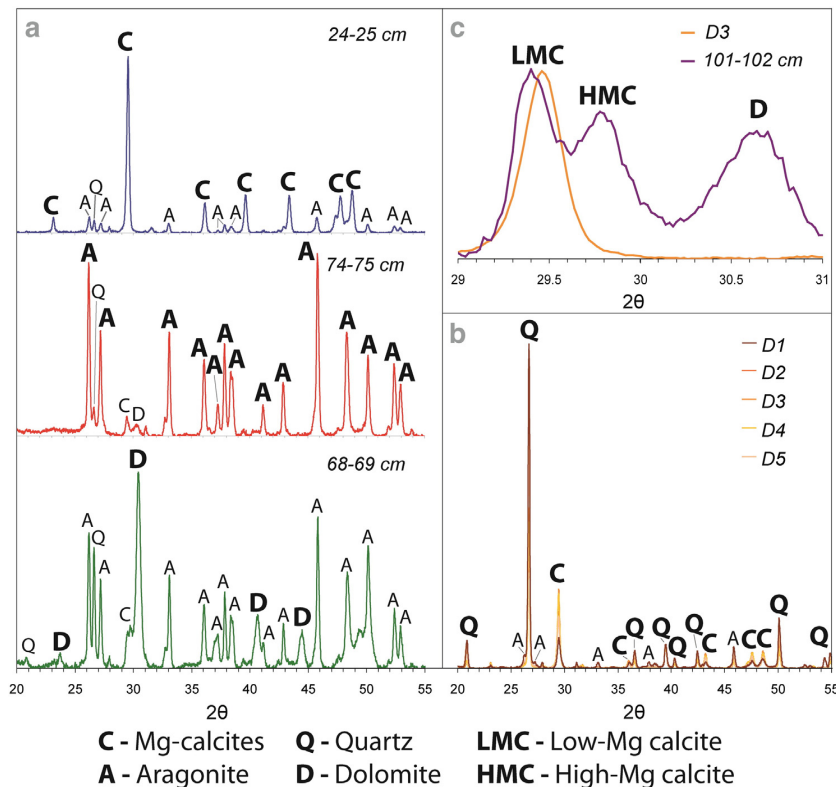 a
24-25 cm
C
C
A
Q
A
A
C
A
A
C
C
A
C
C
A
A
A
74-75 cm
A
Q
A
C
D
A
A
A
A
A
A
A
A
A
A
A
A
68-69 cm
Q
D
A
Q
A
C
D
A
A
A
A
A
D
A
A
D
A
A
A
A
A
20 25 30 35 40 45 50 55
2θ
c
D3
101-102 cm
LMC
HMC
D
29 29.5 30 30.5 31
2θ
b
D1
D2
D3
D4
D5
Q
Q
A
A
C
A
C
Q
A
Q
Q
Q
C
A
C
C
Q
Q
20 25 30 35 40 45 50 55
2θ
C - Mg-calcites Q - Quartz LMC - Low-Mg calcite
A - Aragonite D - Dolomite HMC - High-Mg calcite